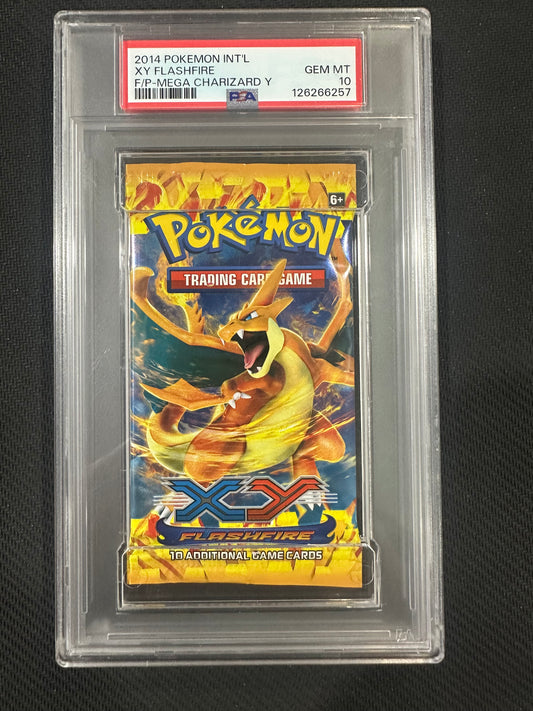 2014 POKEMON INT'L
XY FLASHFIRE GEM MT
F/P-MEGA CHARIZARD Y 10
126266257
PSA
6+
POKéMON
TM
TRADING CARD GAME
XY
FLASHFIRE
10 ADDITIONAL GAME CARDS